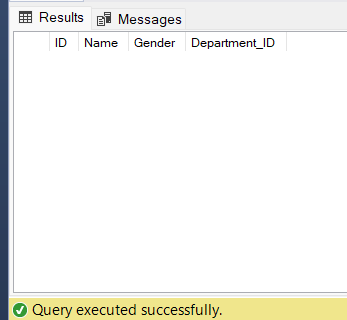 Results Messages
ID Name Gender Department_ID
Query executed successfully.